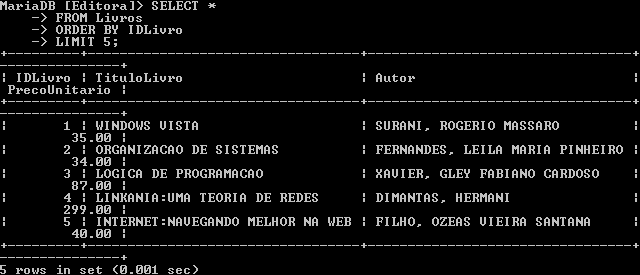 MariaDB [Editora]> SELECT *
    -> FROM Livros
    -> ORDER BY IDLivro
    -> LIMIT 5;
+---------+------------------------------------+---------------------------------+
---------------+
| IDLivro | TituloLivro                        | Autor                           |
 PrecoUnitario |
+---------+------------------------------------+---------------------------------+
---------------+
|       1 | WINDOWS VISTA                      | SURANI, ROGERIO MASSARO         |
         35.00 |
|       2 | ORGANIZACAO DE SISTEMAS            | FERNANDES, LEILA MARIA PINHEIRO |
         34.00 |
|       3 | LOGICA DE PROGRAMACAO              | XAVIER, GLEY FABIANO CARDOSO    |
         87.00 |
|       4 | LINKANIA:UMA TEORIA DE REDES       | DIMANTAS, HERMANI               |
        299.00 |
|       5 | INTERNET:NAVEGANDO MELHOR NA WEB   | FILHO, OZEAS VIEIRA SANTANA     |
         40.00 |
+---------+------------------------------------+---------------------------------+
---------------+
5 rows in set (0.001 sec)